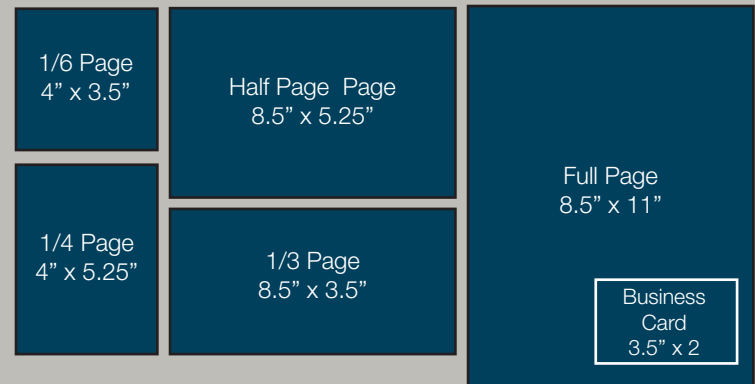 1/6 Page
4” x 3.5”
Half Page  Page
8.5” x 5.25”
Full Page
8.5” x 11”
1/4 Page
4” x 5.25”
1/3 Page
8.5” x 3.5”
Business
Card
3.5” x 2